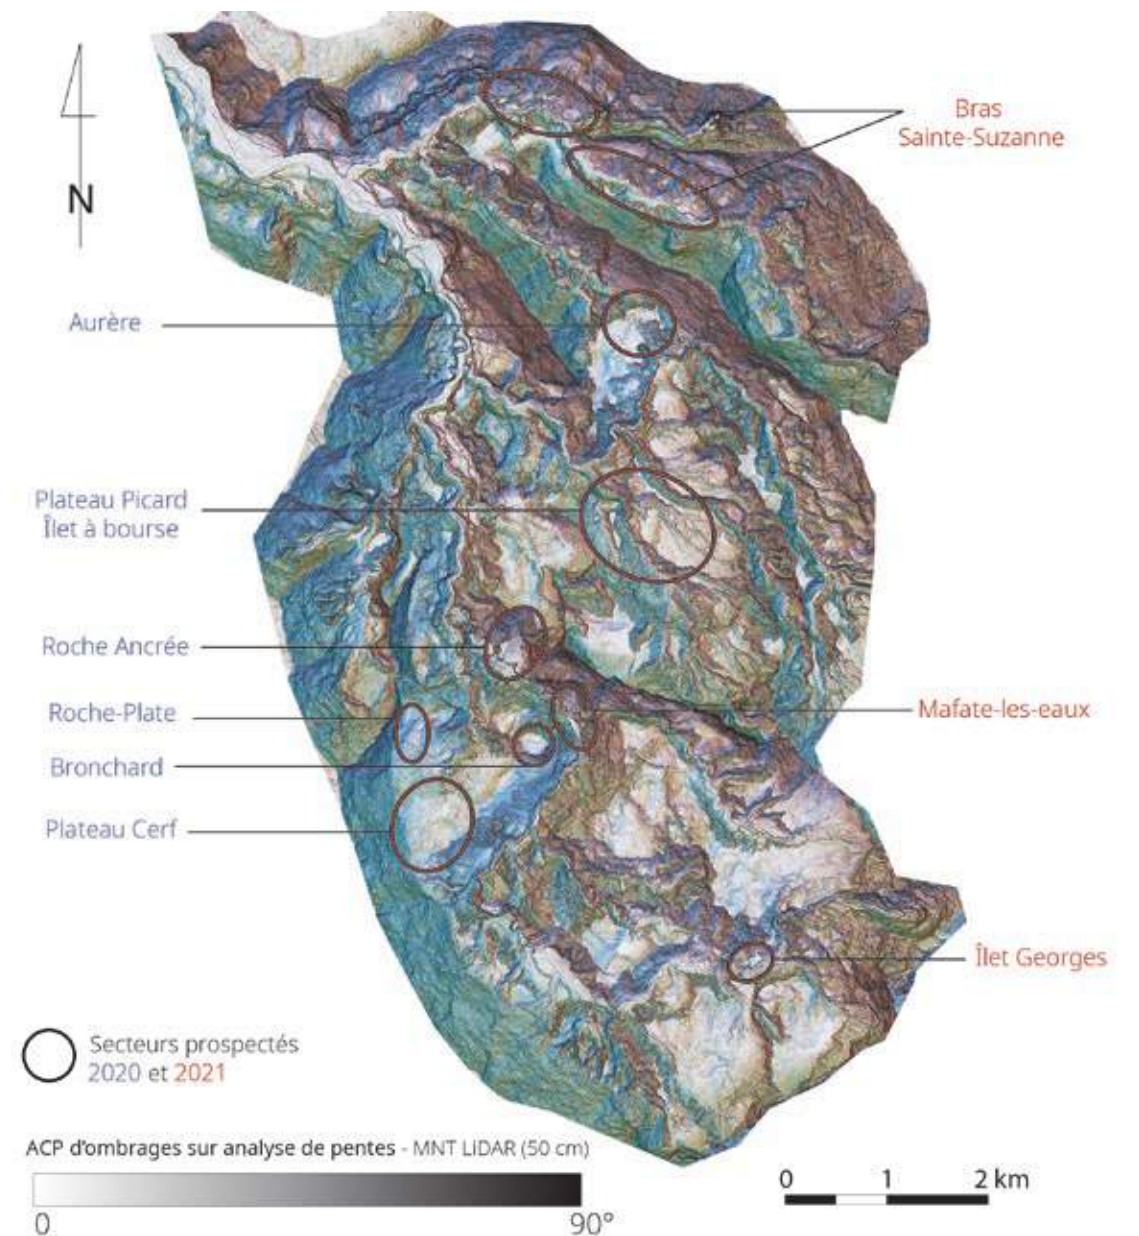 Bras
Sainte-Suzanne
N
Aurère
Plateau Picard
Îlet à bourse
Roche Ancrée
Roche-Plate
Mafate-les-eaux
Bronchard
Plateau Cerf
Îlet Georges
Secteurs prospectés
2020 et 2021
ACP d'ombrages sur analyse de pentes - MNT LiDAR (50 cm)
0 90°
0 1 2 km